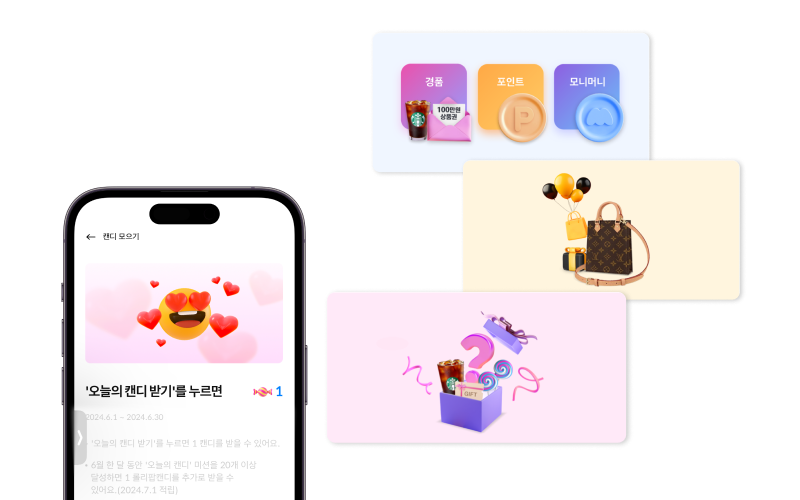 경품
포인트
모니머니
100만원
상품권
P
캔디 모으기
GIFT
'오늘의 캔디 받기'를 누르면
1
2024.6.1 ~ 2024.6.30
• '오늘의 캔디 받기'를 누르면 1 캔디를 받을 수 있어요.
• 6월 한 달 동안 '오늘의 캔디' 미션을 20개 이상
달성하면 1 롤리팝캔디를 추가로 받을 수
있어요.(2024.7.1 적립)